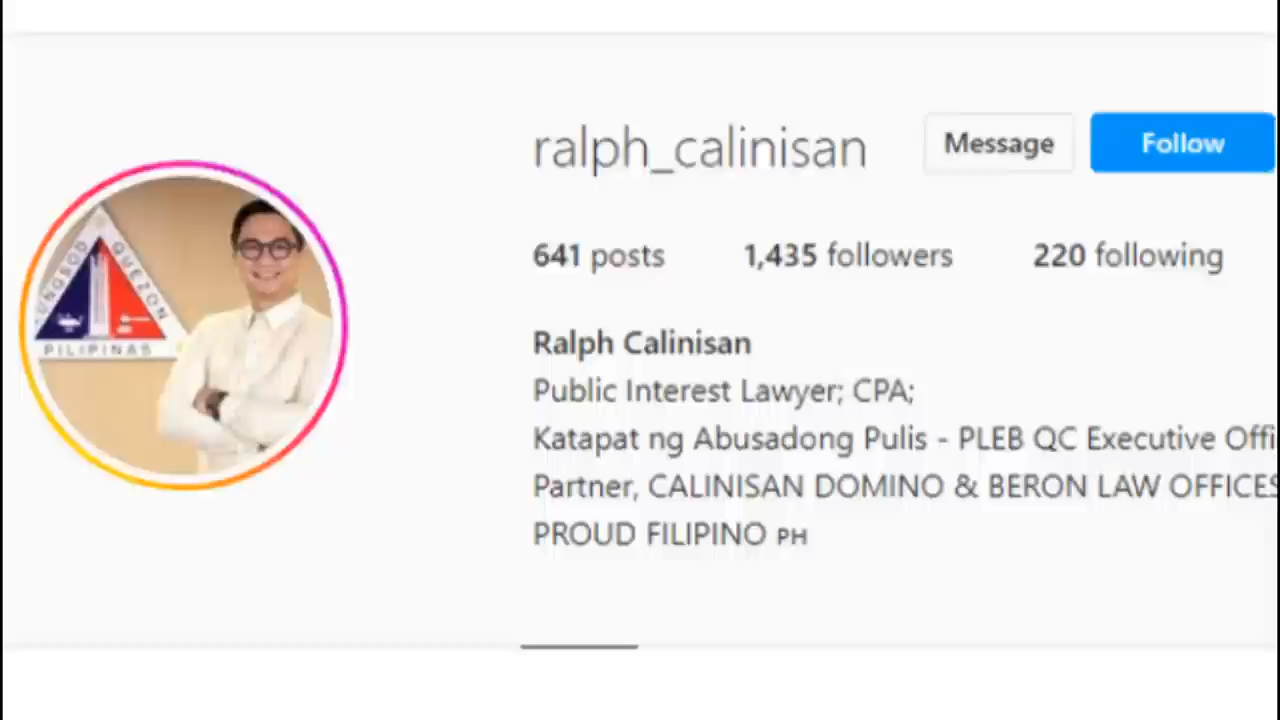 ralph_calinisan Message Follow
641 posts 1,435 followers 220 following
Ralph Calinisan
Public Interest Lawyer; CPA;
Katapat ng Abusadong Pulis - PLEB QC Executive Offi
Partner, CALINISAN DOMINO & BERON LAW OFFICES
PROUD FILIPINO PH
QUEZON
PILIPINAS